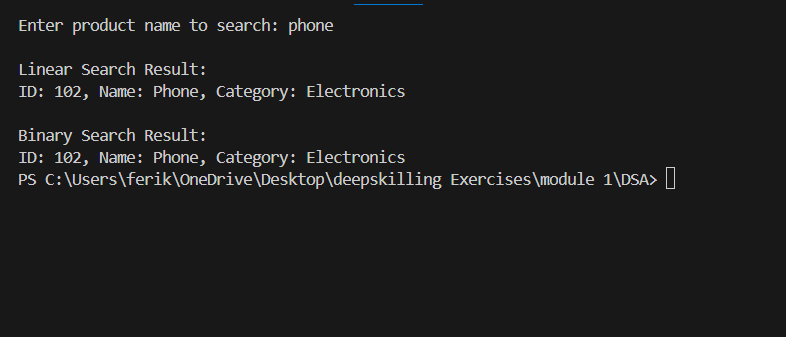 Enter product name to search: phone
Linear Search Result:
ID: 102, Name: Phone, Category: Electronics
Binary Search Result:
ID: 102, Name: Phone, Category: Electronics
PS C:\Users\ferik\OneDrive\Desktop\deepskilling Exercises\module 1\DSA>